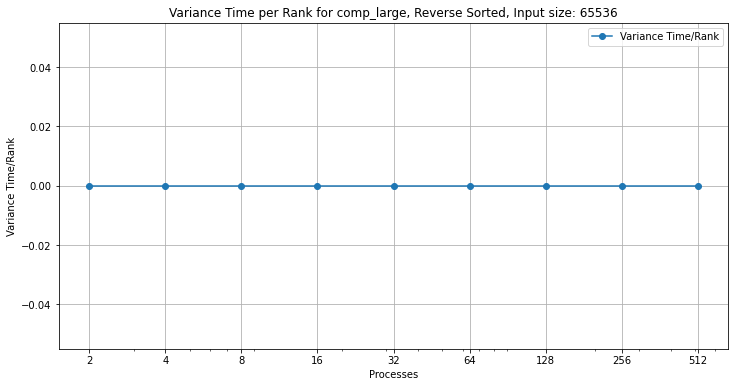 Variance Time per Rank for comp_large, Reverse Sorted, Input size: 65536
Variance Time/Rank
0.04
0.02
0.00
−0.02
−0.04
Variance Time/Rank
2 4 8 16 32 64 128 256 512
Processes